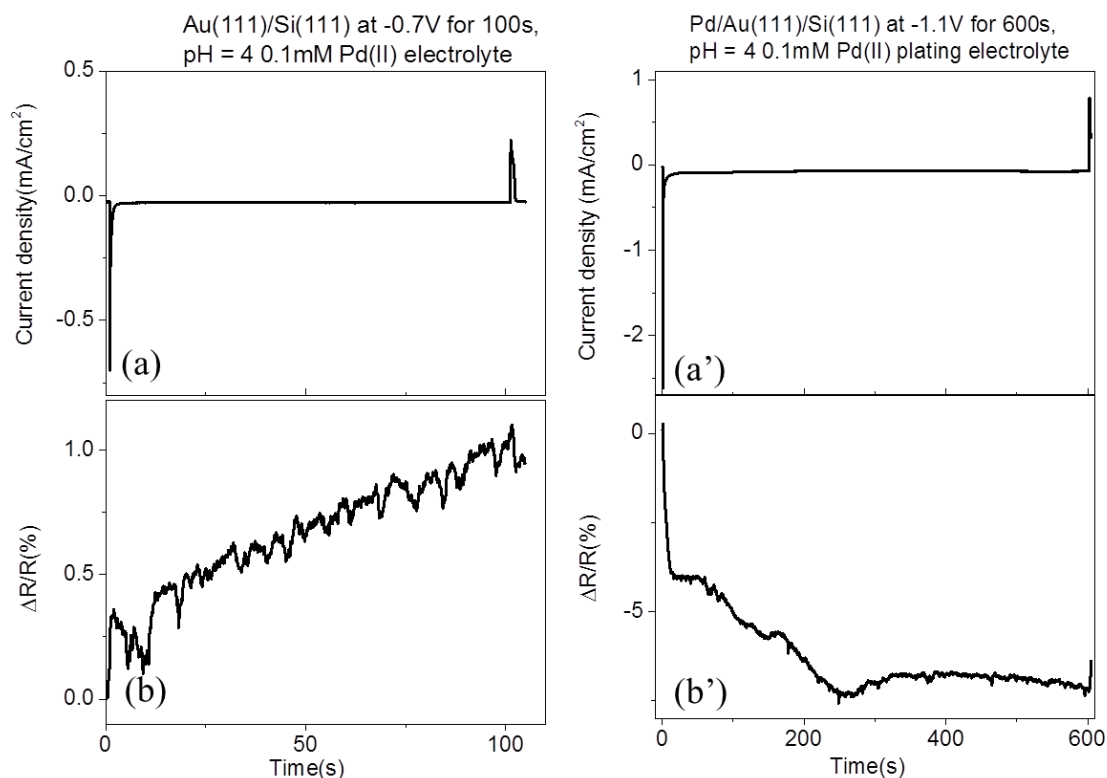 Au(111)/Si(111) at -0.7V for 100s,
pH = 4 0.1mM Pd(II) electrolyte
0.5
0.0
-0.5
Current density(mA/cm²)
(a)
1.0
0.5
0.0
ΔR/R(%)
(b)
0
50
100
Time(s)
Pd/Au(111)/Si(111) at -1.1V for 600s,
pH = 4 0.1mM Pd(II) plating electrolyte
1
0
-1
-2
Current density (mA/cm²)
(a’)
0
-5
ΔR/R(%)
(b’)
0
200
400
600
Time(s)